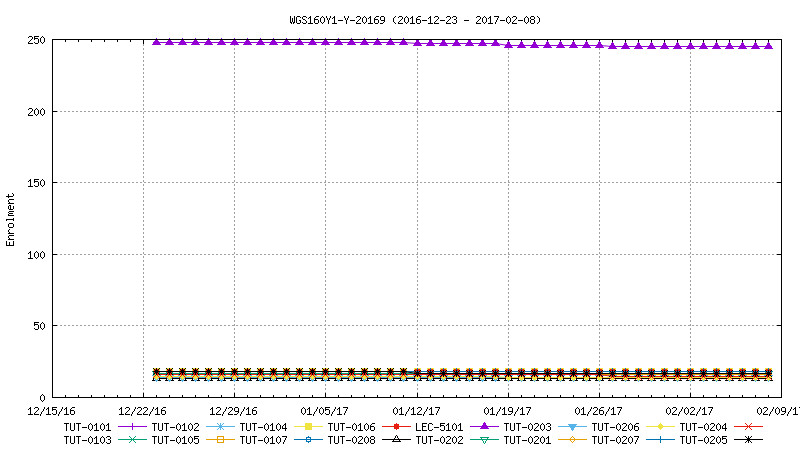 WGS160Y1-Y-20169 (2016-12-23 - 2017-02-08)
250
200
150
100
50
0
Enrolment
12/15/16 12/22/16 12/29/16 01/05/17 01/12/17 01/19/17 01/26/17 02/02/17 02/09/17
TUT-0101 TUT-0102 TUT-0104 TUT-0106 LEC-5101 TUT-0203 TUT-0206 TUT-0204
TUT-0103 TUT-0105 TUT-0107 TUT-0208 TUT-0202 TUT-0201 TUT-0207 TUT-0205